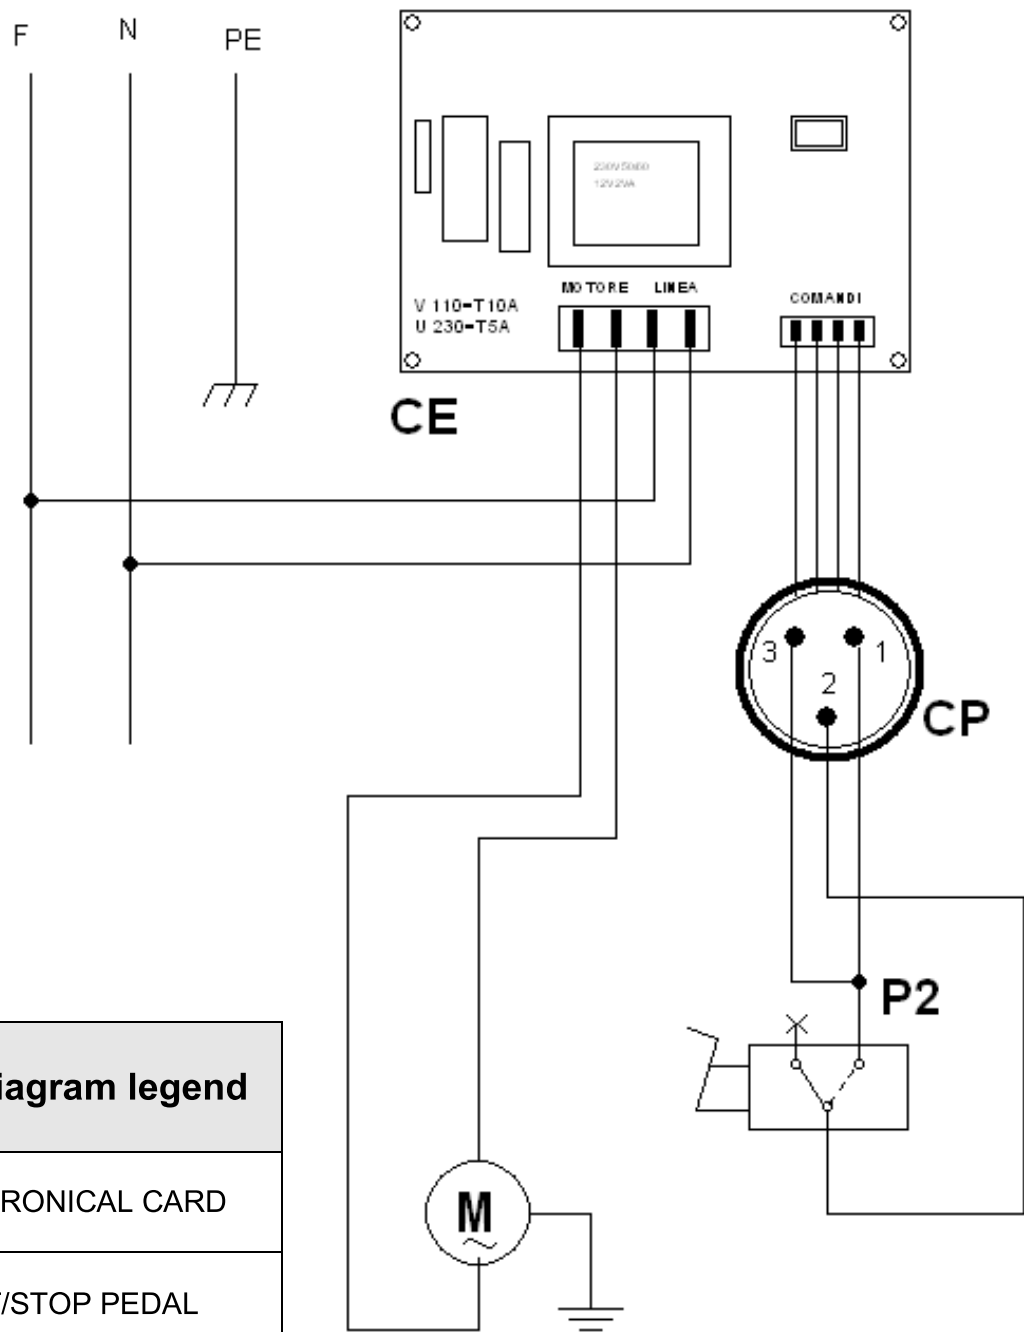 F
N
PE
230V 50/60
12V 2VA
MOTORE LINEA
COMANDI
V 110=T10A
U 230=T5A
CE
3
1
2
CP
P2
M
~
iagram legend
RONICAL CARD
/STOP PEDAL